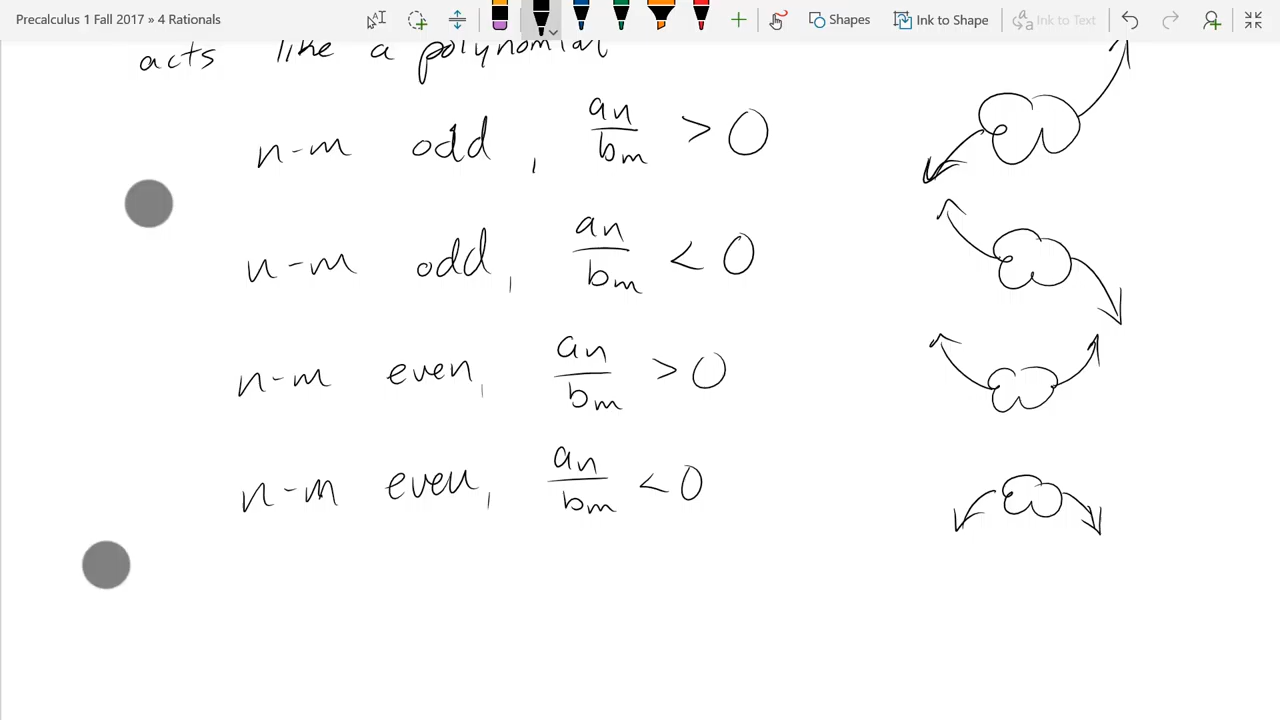 Precalculus 1 Fall 2017 » 4 Rationals Shapes Ink to Shape Ink to Text
acts like a polynomial
n-m odd, an/bm > 0
n-m odd, an/bm < 0
n-m even, an/bm > 0
n-m even, an/bm < 0